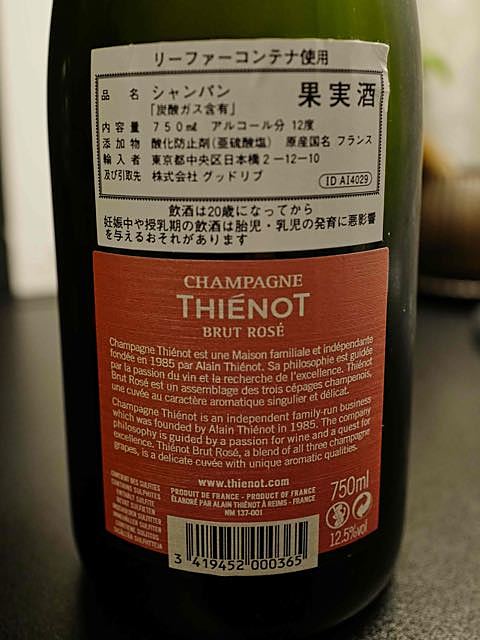 リーファーコンテナ使用
品 名 シャンパン 果実酒
「炭酸ガス含有」
内容量 750mℓ アルコール分 12度
添加物 酸化防止剤(亜硫酸塩) 原産国名 フランス
輸入者 東京都中央区日本橋2-12-10
及び引取先 株式会社 グッドリブ ID AI4029
飲酒は20歳になってから
妊娠中や授乳期の飲酒は胎児・乳児の発育に悪影響
を与えるおそれがあります
CHAMPAGNE
THIÉNOT
BRUT ROSÉ
Champagne Thiénot est une Maison familiale et indépendante
fondée en 1985 par Alain Thiénot. Sa philosophie est guidée
par la passion du vin et la recherche de l'excellence. Thiénot
Brut Rosé est un assemblage des trois cépages champenois,
une cuvée au caractère aromatique singulier et délicat.
Champagne Thiénot is an independent family-run business
which was founded by Alain Thiénot in 1985. The company
philosophy is guided by a passion for wine and a quest for
excellence. Thiénot Brut Rosé, a blend of all three champagne
grapes, is a delicate cuvée with unique aromatic qualities.
CONTIENT DES SULFITES
CONTAINS SULPHITES
www.thienot.com
PRODUIT DE FRANCE - PRODUCT OF FRANCE
ÉLABORÉ PAR ALAIN THIÉNOT À REIMS - FRANCE
NM 137-001
750ml
12.5%vol
3 419452 000365